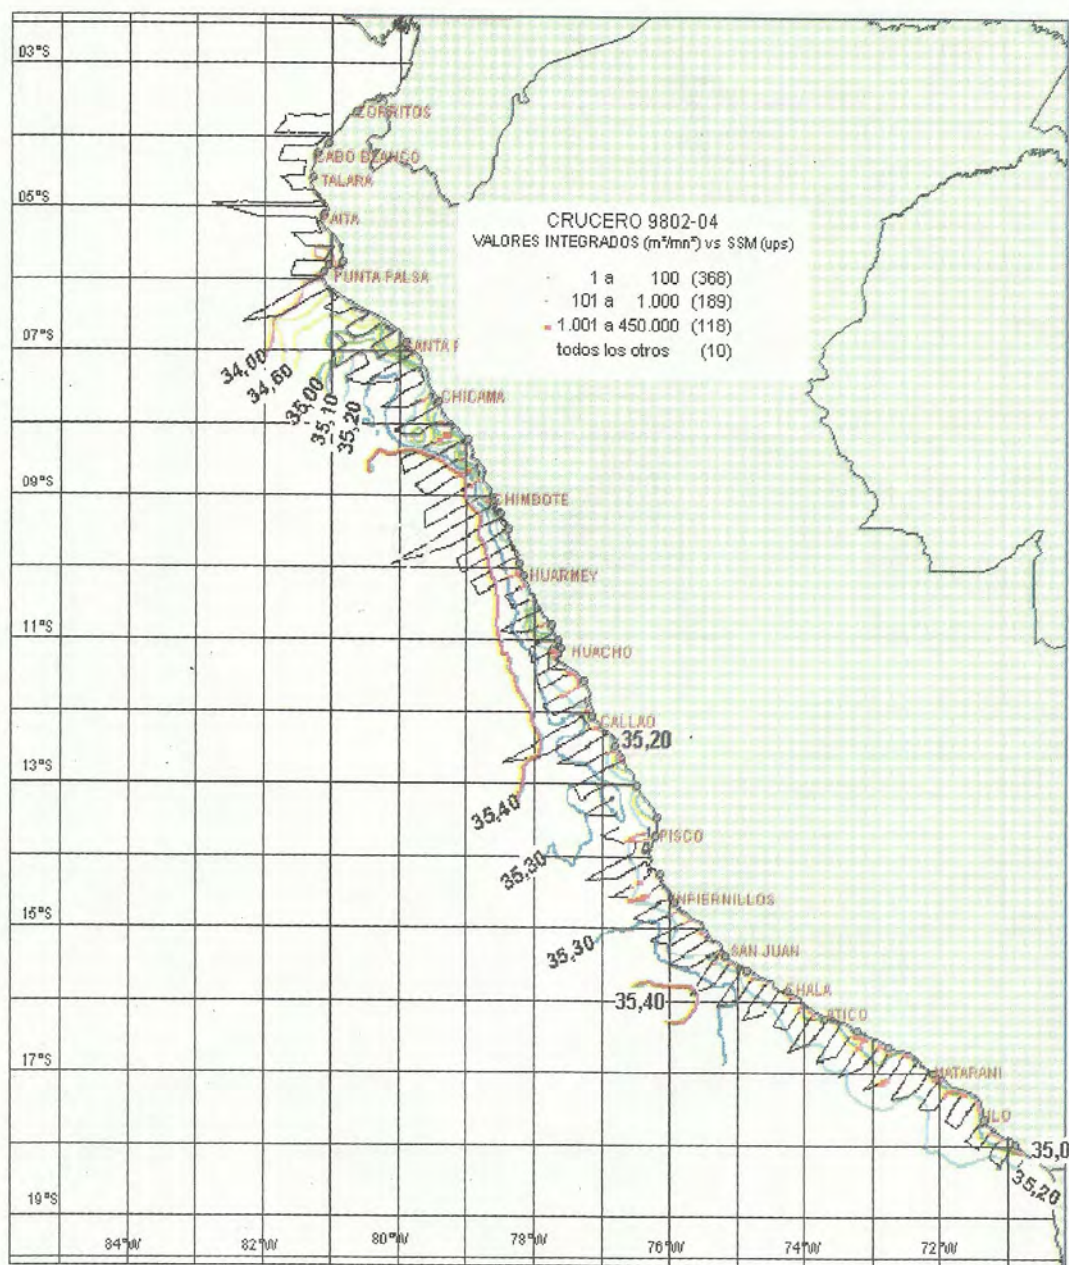 03°S
ZORRITOS
CABO BLANCO
TALARA
05°S
PAITA
CRUCERO 9802-04
VALORES INTEGRADOS (m²/mn²) vs SSM (ups)
1 a 100 (368)
101 a 1.000 (189)
1.001 a 450.000 (118)
todos los otros (10)
PUNTA FALSA
07°S
SANTA R
34,00
34,60
35,00
35,10
35,20
CHICAMA
09°S
CHIMBOTE
HUARMEY
11°S
HUACHO
CALLAO
35,20
13°S
35,40
PISCO
35,30
INFIERNILLOS
15°S
35,30
SAN JUAN
CHALA
35,40
ATICO
17°S
MATARANI
ILO
35,0
35,20
19°S
84°W
82°W
80°W
78°W
76°W
74°W
72°W